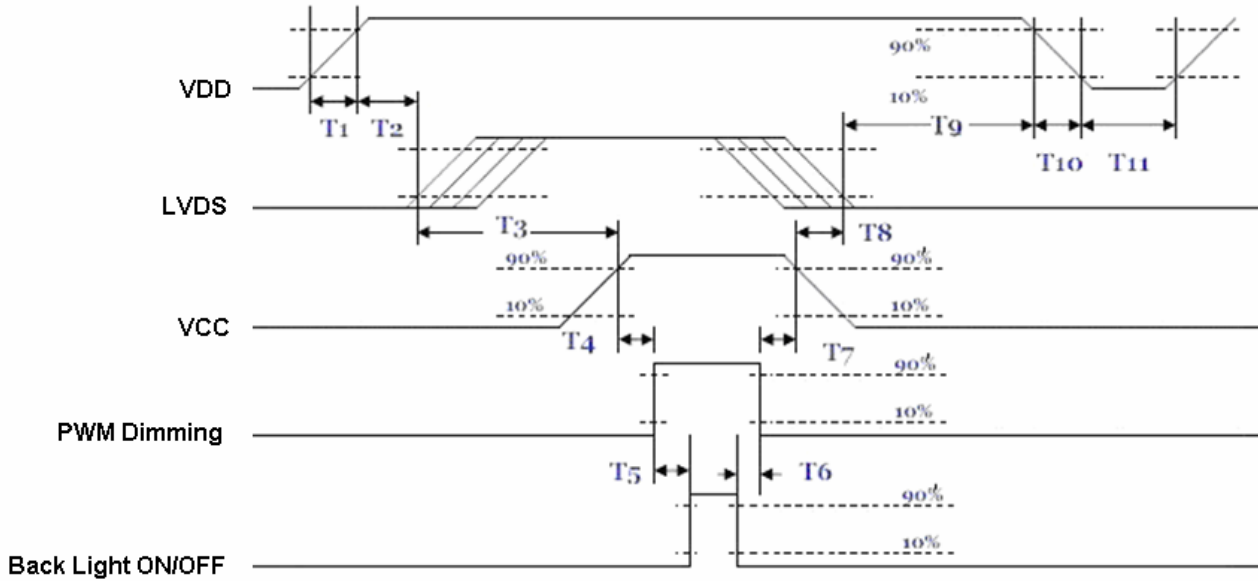 90%
VDD
10%
T1 T2 T9
T10 T11
LVDS
T3 T8
90% 90%
10% 10%
VCC
T4 T7
90%
10%
PWM Dimming
T5 T6
90%
10%
Back Light ON/OFF